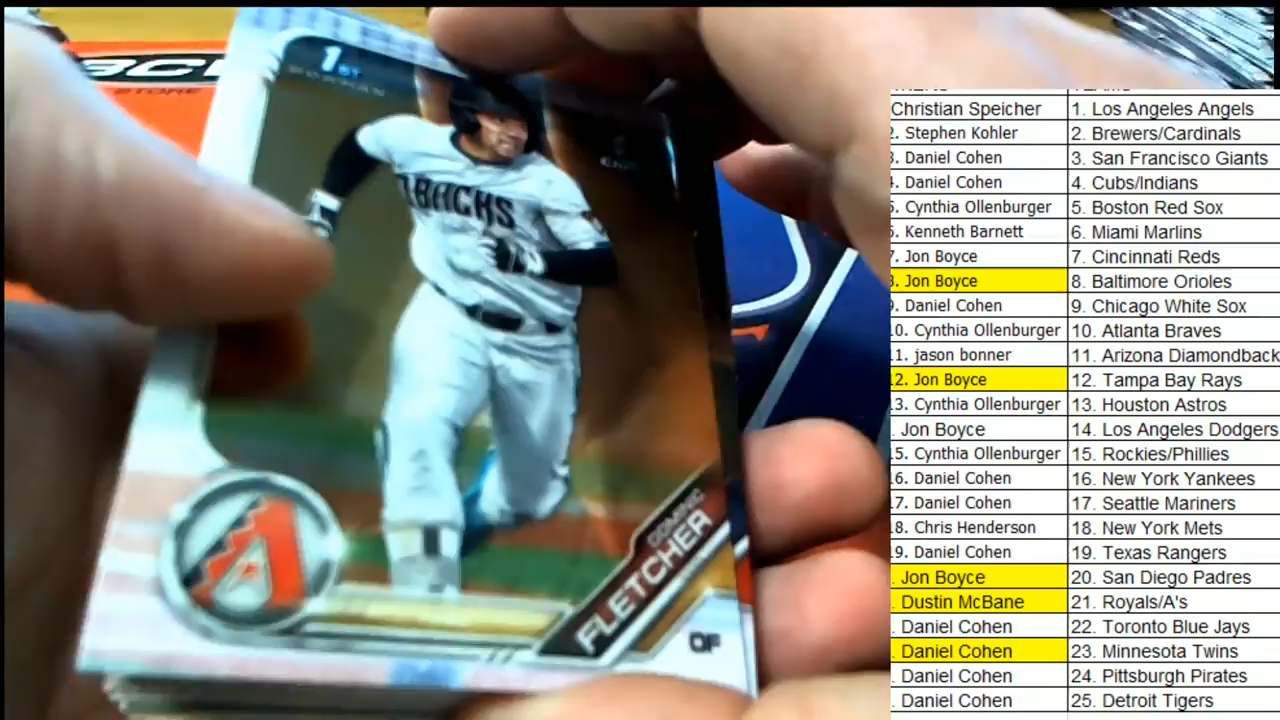 1ST
BOWMAN
STORE
DBACKS
DOMINIC
FLETCHER
OF
Christian Speicher 1. Los Angeles Angels
2. Stephen Kohler 2. Brewers/Cardinals
3. Daniel Cohen 3. San Francisco Giants
4. Daniel Cohen 4. Cubs/Indians
5. Cynthia Ollenburger 5. Boston Red Sox
6. Kenneth Barnett 6. Miami Marlins
7. Jon Boyce 7. Cincinnati Reds
8. Jon Boyce 8. Baltimore Orioles
9. Daniel Cohen 9. Chicago White Sox
10. Cynthia Ollenburger 10. Atlanta Braves
11. jason bonner 11. Arizona Diamondback
12. Jon Boyce 12. Tampa Bay Rays
13. Cynthia Ollenburger 13. Houston Astros
. Jon Boyce 14. Los Angeles Dodgers
15. Cynthia Ollenburger 15. Rockies/Phillies
16. Daniel Cohen 16. New York Yankees
17. Daniel Cohen 17. Seattle Mariners
18. Chris Henderson 18. New York Mets
19. Daniel Cohen 19. Texas Rangers
. Jon Boyce 20. San Diego Padres
. Dustin McBane 21. Royals/A's
. Daniel Cohen 22. Toronto Blue Jays
. Daniel Cohen 23. Minnesota Twins
. Daniel Cohen 24. Pittsburgh Pirates
. Daniel Cohen 25. Detroit Tigers